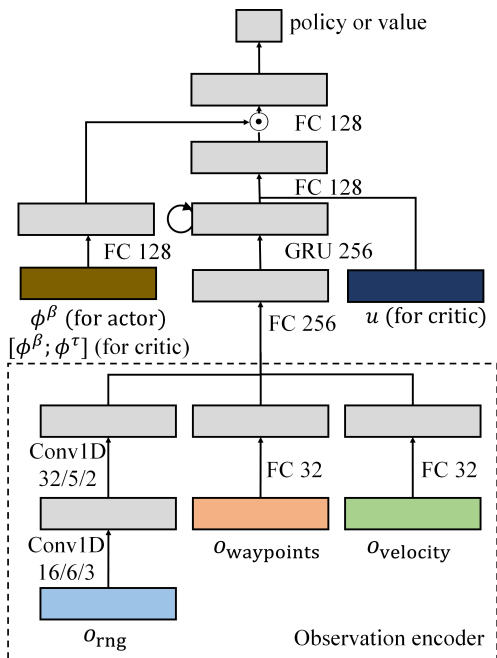 policy or value
FC 128
FC 128
FC 128
GRU 256
ϕ^β (for actor)
[ϕ^β; ϕ^τ] (for critic)
FC 256
u (for critic)
Conv1D
32/5/2
FC 32
FC 32
Conv1D
16/6/3
o_waypoints
o_velocity
o_rng
Observation encoder